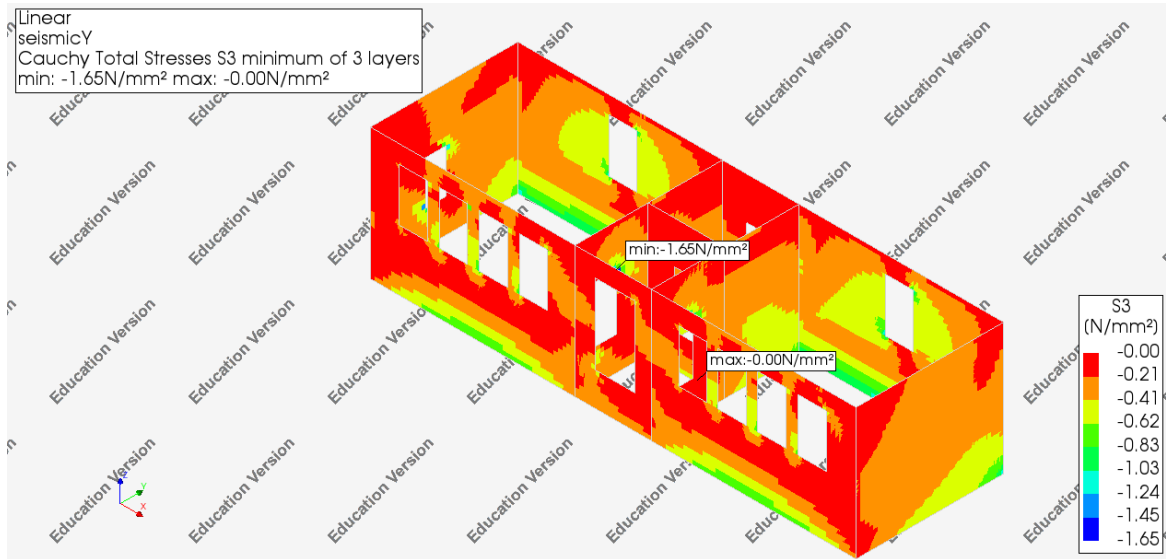 Linear
seismicY
Cauchy Total Stresses S3 minimum of 3 layers
min: -1.65N/mm² max: -0.00N/mm²
Education Version
min:-1.65N/mm²
max:-0.00N/mm²
S3
(N/mm²)
-0.00
-0.21
-0.41
-0.62
-0.83
-1.03
-1.24
-1.45
-1.65
Z
Y
X